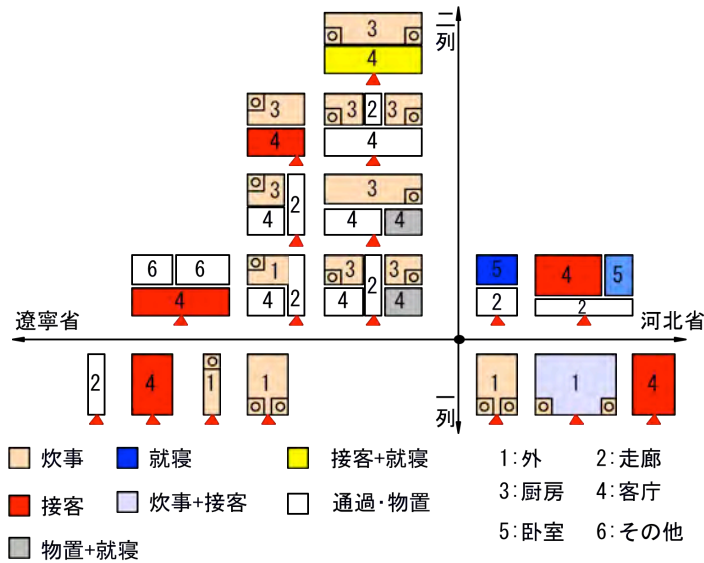 二列
3
4
3
3 2 3
4
4
3 2
3
4
4 4
6 6
1 2
3 2 3
5
4 5
4
4
4 4
2
2
遼寧省
河北省
2
4
1
1
1
1
4
一列
炊事
就寝
接客+就寝
1:外
2:走廊
接客
炊事+接客
通過・物置
3:厨房
4:客庁
物置+就寝
5:卧室
6:その他